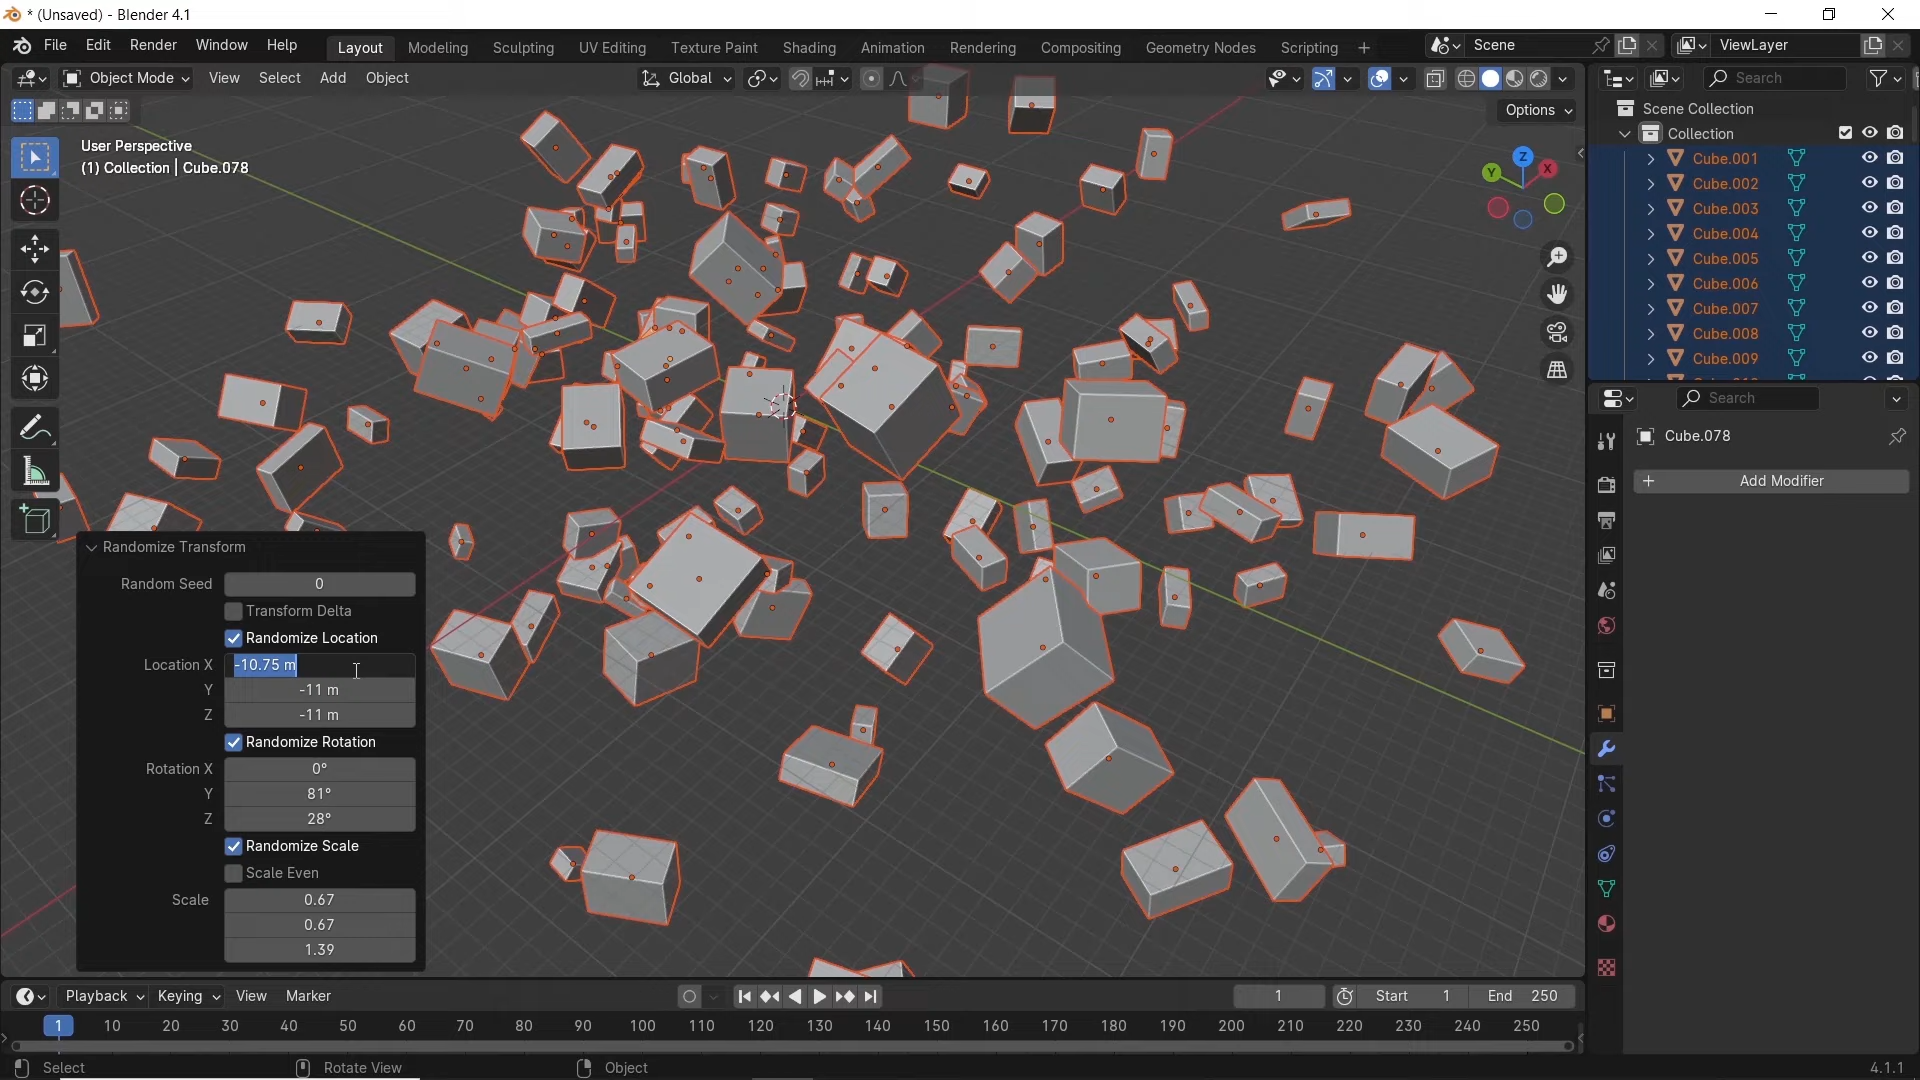 * (Unsaved) - Blender 4.1
File Edit Render Window Help Layout Modeling Sculpting UV Editing Texture Paint Shading Animation Rendering Compositing Geometry Nodes Scripting + Scene ViewLayer
Object Mode View Select Add Object Global Search
Options
User Perspective
(1) Collection | Cube.078
Z
Y
X
Scene Collection
Collection
Cube.001
Cube.002
Cube.003
Cube.004
Cube.005
Cube.006
Cube.007
Cube.008
Cube.009
Search
Cube.078
+ Add Modifier
Randomize Transform
Random Seed 0
Transform Delta
Randomize Location
Location X -10.75 m
Y -11 m
Z -11 m
Randomize Rotation
Rotation X 0°
Y 81°
Z 28°
Randomize Scale
Scale Even
Scale 0.67
0.67
1.39
Playback Keying View Marker 1 Start 1 End 250
1 10 20 30 40 50 60 70 80 90 100 110 120 130 140 150 160 170 180 190 200 210 220 230 240 250
Select Rotate View Object 4.1.1